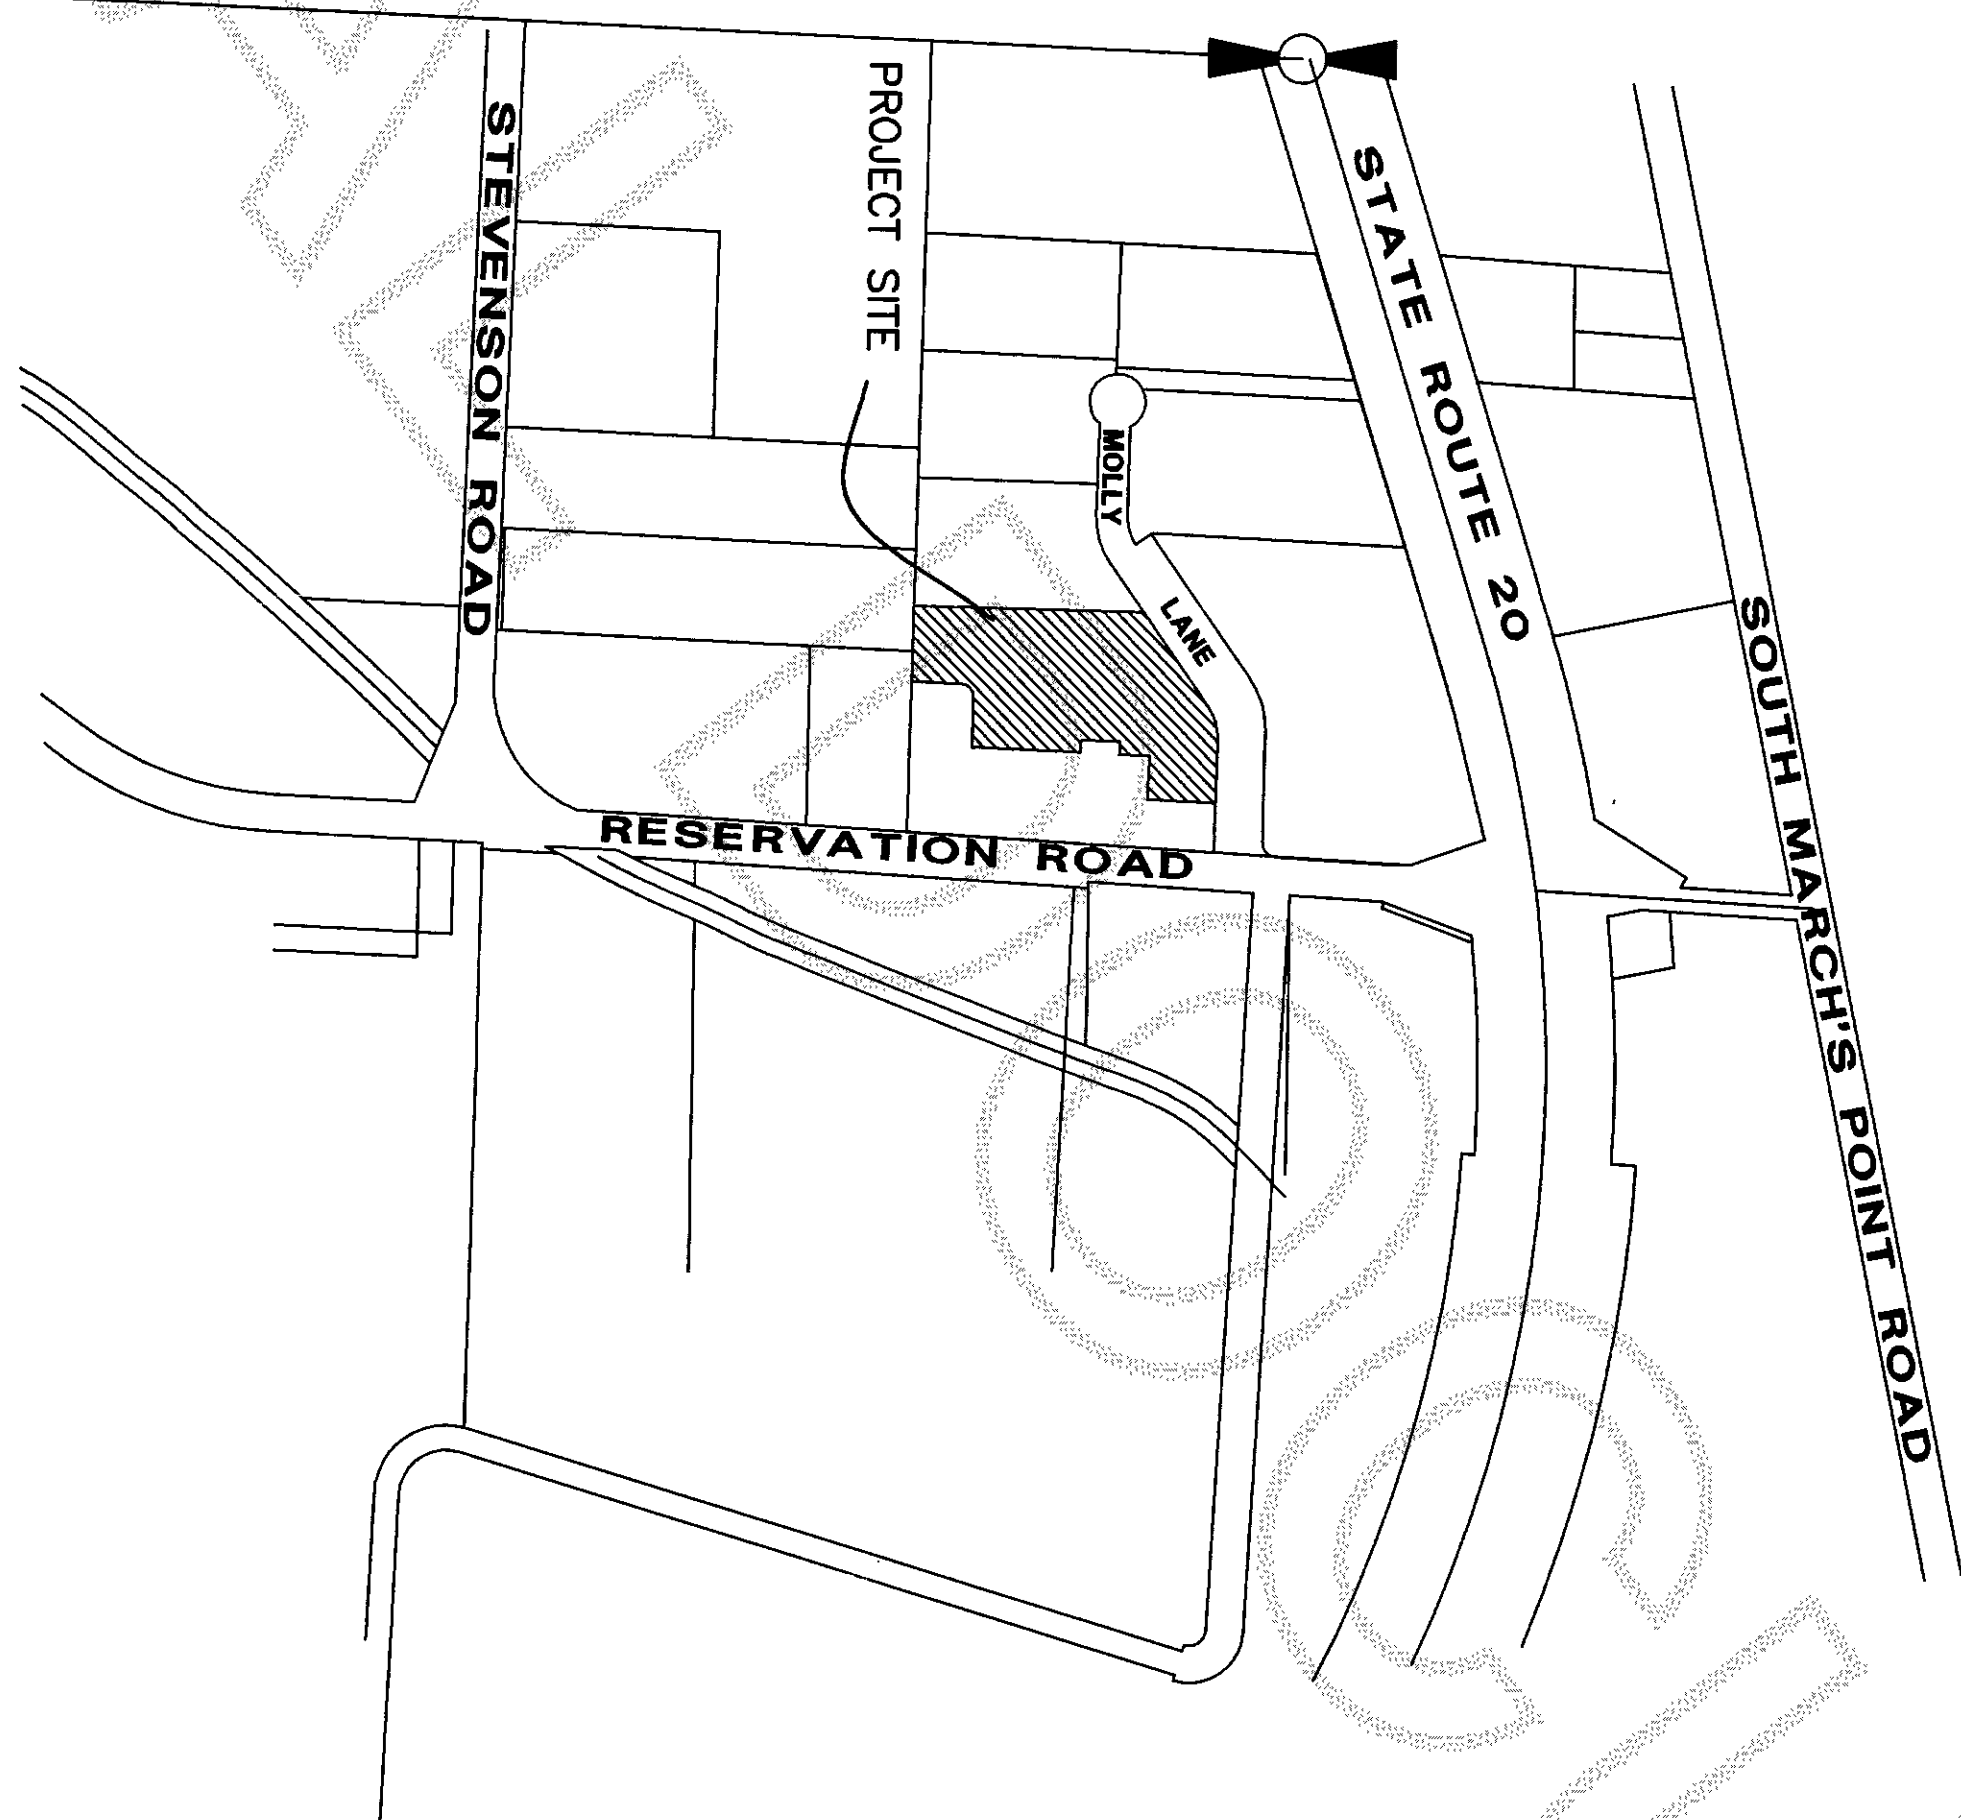 STEVENSON ROAD
PROJECT SITE
STATE ROUTE 20
MOLLY LANE
SOUTH MARCH'S POINT ROAD
RESERVATION ROAD